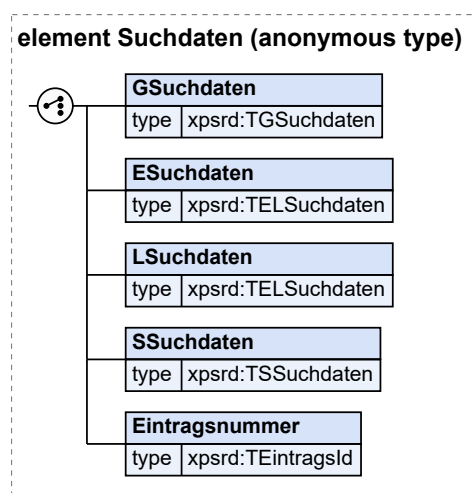 element Suchdaten (anonymous type)
GSuchdaten
type xpsrd:TGSuchdaten
ESuchdaten
type xpsrd:TELSuchdaten
LSuchdaten
type xpsrd:TELSuchdaten
SSuchdaten
type xpsrd:TSSuchdaten
Eintragsnummer
type xpsrd:TEintragsId